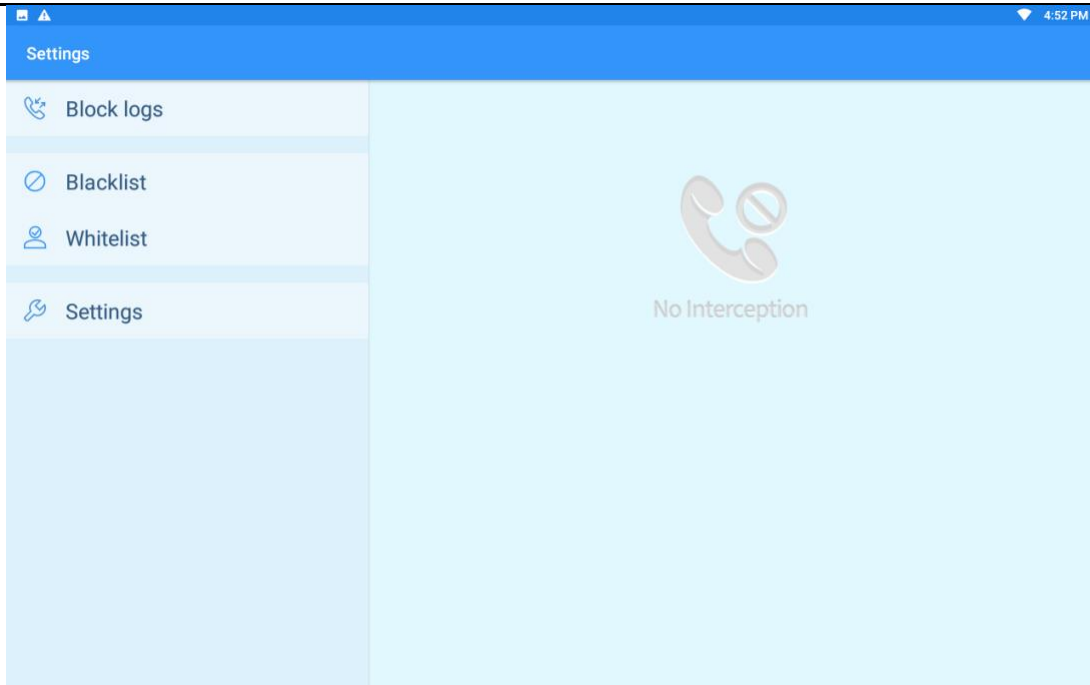 4:52 PM
Settings
Block logs
Blacklist
Whitelist
Settings
No Interception